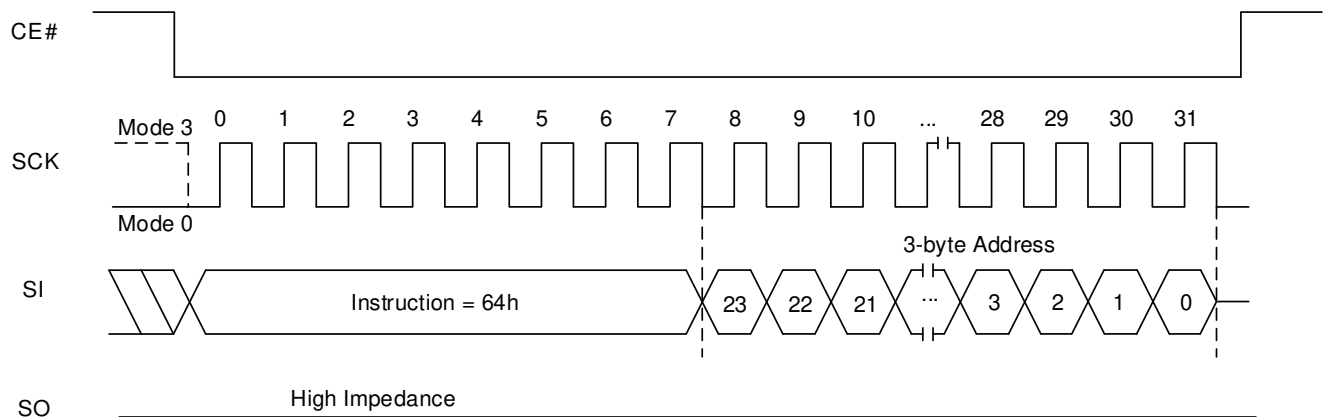 CE#
Mode 3
0 1 2 3 4 5 6 7 8 9 10 ... 28 29 30 31
SCK
Mode 0
3-byte Address
SI
Instruction = 64h
23 22 21 ... 3 2 1 0
High Impedance
SO